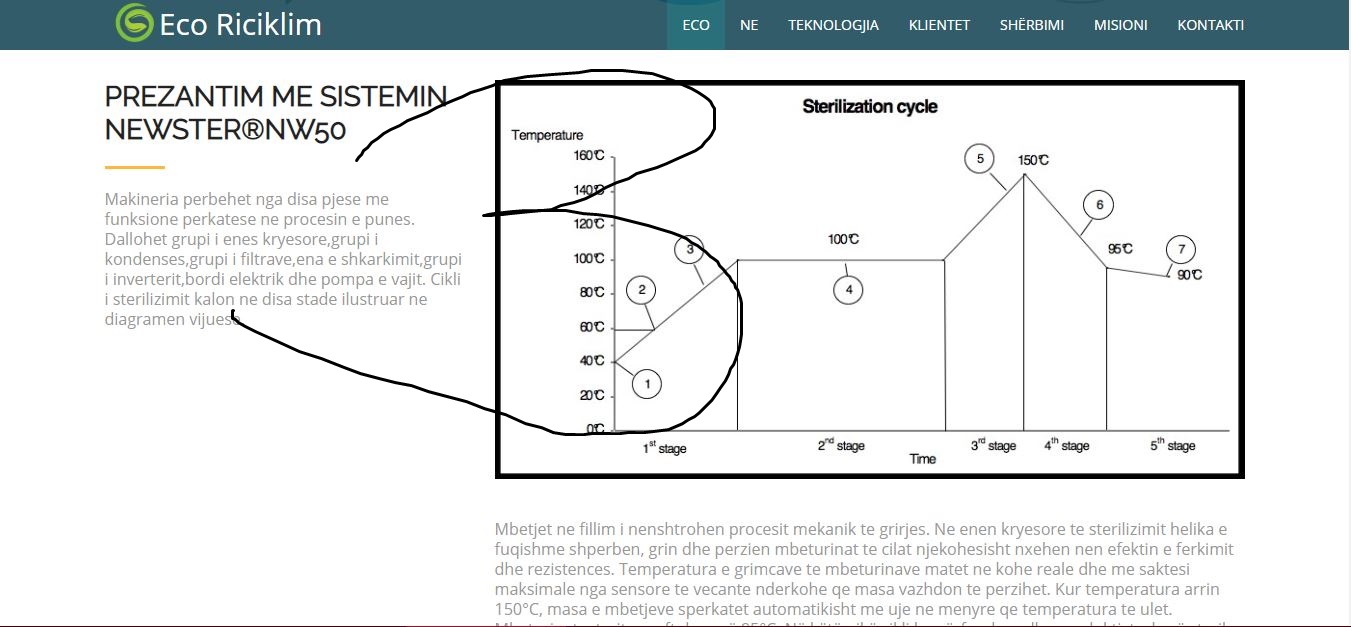 Eco Riciklim
ECO NE TEKNOLOGJIA KLIENTET SHËRBIMI MISIONI KONTAKTI
PREZANTIM ME SISTEMIN
NEWSTER®NW50
Makineria perbehet nga disa pjese me
funksione perkatese ne procesin e punes.
Dallohet grupi i enes kryesore,grupi i
kondenses,grupi i filtrave,ena e shkarkimit,grupi
i inverterit,bordi elektrik dhe pompa e vajit. Cikli
i sterilizimit kalon ne disa stade ilustruar ne
diagramen vijuese
Sterilization cycle
Temperature
160°C
140°C
120°C
100°C
80°C
60°C
40°C
20°C
0°C
1
2
3
100°C
4
5
150°C
6
95°C
7
90°C
1st stage
2nd stage
3rd stage
4th stage
5th stage
Time
Mbetjet ne fillim i nenshtrohen procesit mekanik te grirjes. Ne enen kryesore te sterilizimit helika e
fuqishme shperben, grin dhe perzien mbeturinat te cilat njekohesisht nxehen nen efektin e ferkimit
dhe rezistences. Temperatura e grimcave te mbeturinave matet ne kohe reale dhe me saktesi
maksimale nga sensore te vecante nderkohe qe masa vazhdon te perzihet. Kur temperatura arrin
150°C, masa e mbetjeve sperkatet automatikisht me uje ne menyre qe temperatura te ulet.